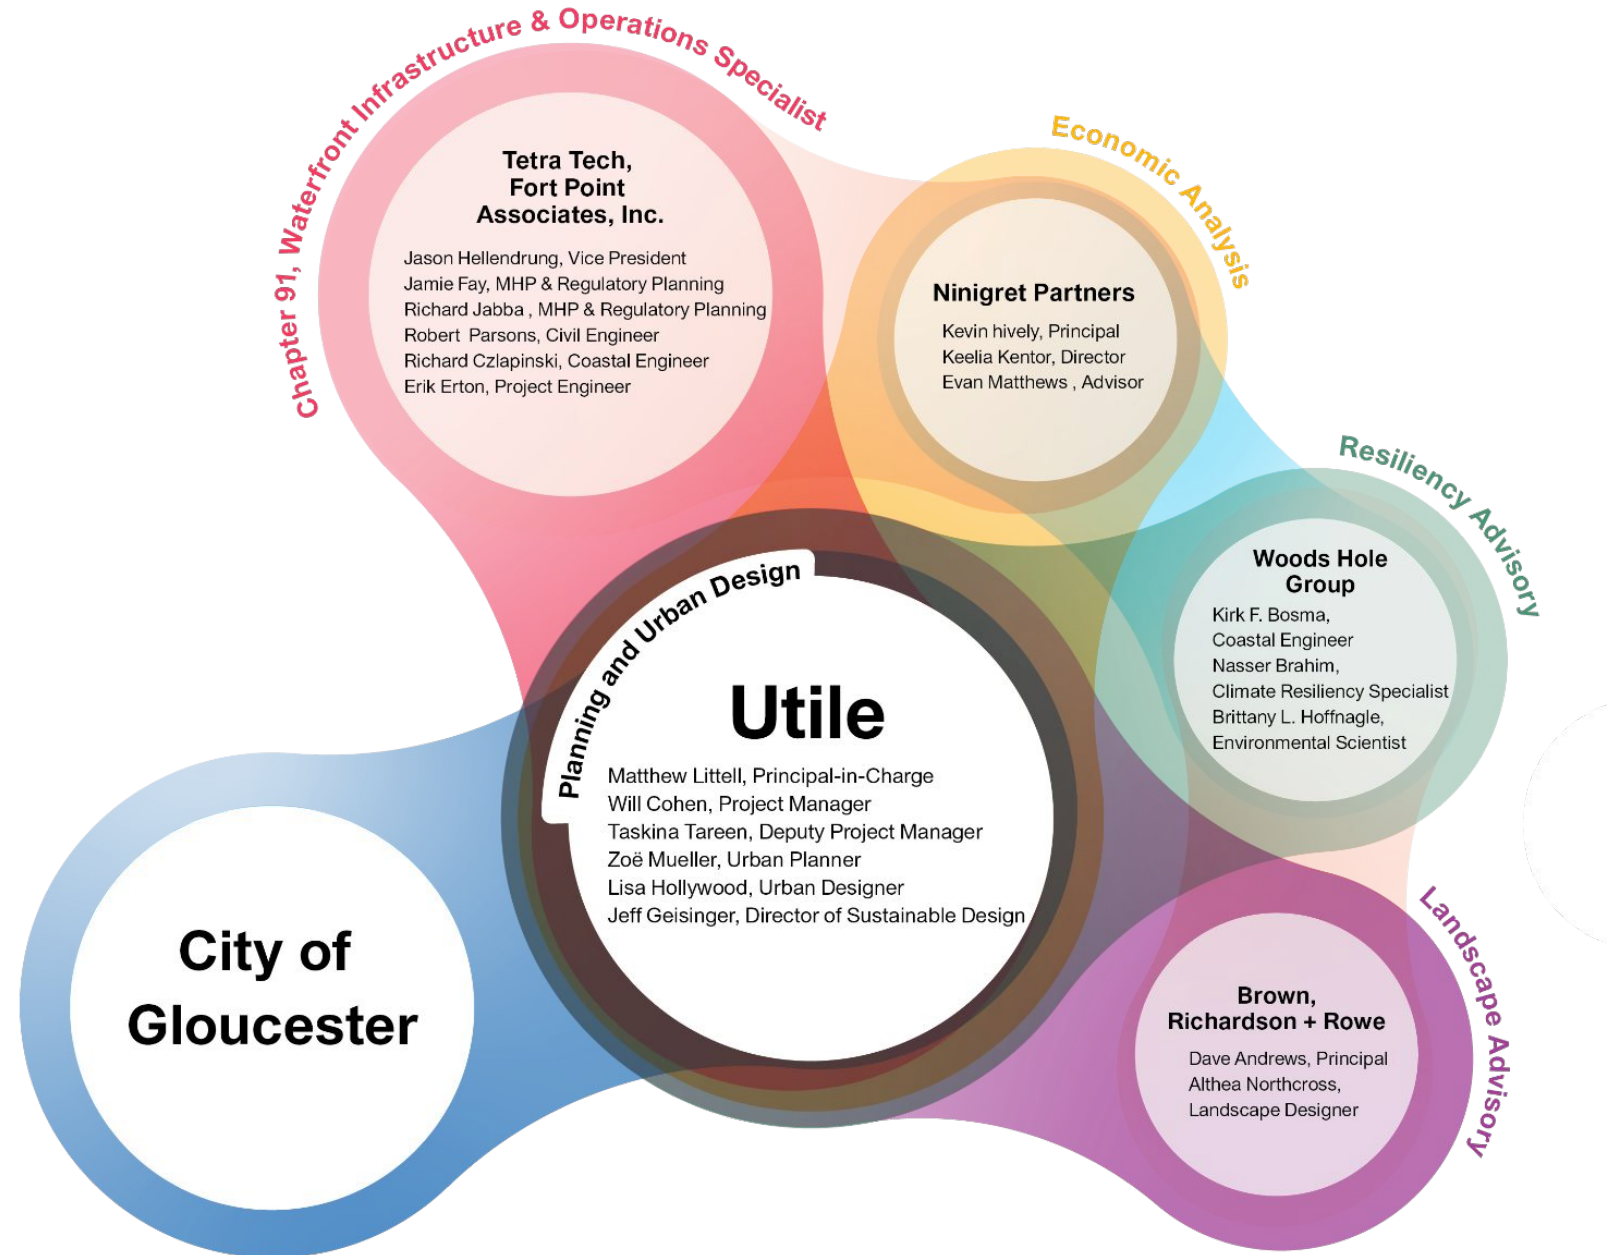 Chapter 91, Waterfront Infrastructure & Operations Specialist
Tetra Tech,
Fort Point
Associates, Inc.
Jason Hellendrung, Vice President
Jamie Fay, MHP & Regulatory Planning
Richard Jabba , MHP & Regulatory Planning
Robert  Parsons, Civil Engineer
Richard Czlapinski, Coastal Engineer
Erik Erton, Project Engineer
Economic Analysis
Ninigret Partners
Kevin hively, Principal
Keelia Kentor, Director
Evan Matthews , Advisor
Resiliency Advisory
Woods Hole
Group
Kirk F. Bosma,
Coastal Engineer
Nasser Brahim,
Climate Resiliency Specialist
Brittany L. Hoffnagle,
Environmental Scientist
Planning and Urban Design
Utile
Matthew Littell, Principal-in-Charge
Will Cohen, Project Manager
Taskina Tareen, Deputy Project Manager
Zoë Mueller, Urban Planner
Lisa Hollywood, Urban Designer
Jeff Geisinger, Director of Sustainable Design
City of
Gloucester
Landscape Advisory
Brown,
Richardson + Rowe
Dave Andrews, Principal
Althea Northcross,
Landscape Designer